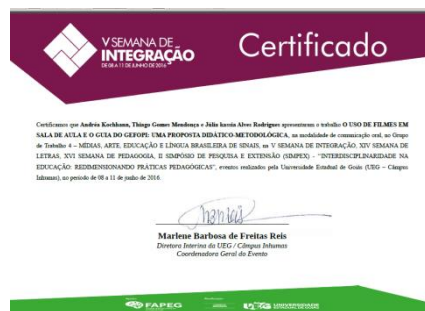 V SEMANA DE
INTEGRAÇÃO
DE 08 A 11 DE JUNHO DE 2016
Certificado
Certificamos que Andréa Kochhann, Thiago Gomes Mendonça e Júlia kassia Alves Rodrigues apresentaram o trabalho O USO DE FILMES EM
SALA DE AULA E O GUIA DO GEFOPI: UMA PROPOSTA DIDÁTICO-METODOLÓGICA, na modalidade de comunicação oral, no Grupo
de Trabalho 4 – MÍDIAS, ARTE, EDUCAÇÃO E LÍNGUA BRASILEIRA DE SINAIS, na V SEMANA DE INTEGRAÇÃO, XIV SEMANA DE
LETRAS, XVI SEMANA DE PEDAGOGIA, II SIMPÓSIO DE PESQUISA E EXTENSÃO (SIMPEX) - "INTERDISCIPLINARIDADE NA
EDUCAÇÃO: REDIMENSIONANDO PRÁTICAS PEDAGÓGICAS", eventos realizados pela Universidade Estadual de Goiás (UEG – Câmpus
Inhumas), no período de 08 a 11 de junho de 2016.
Marlene Barbosa de Freitas Reis
Diretora Interina da UEG / Câmpus Inhumas
Coordenadora Geral do Evento
FAPEG
UEG UNIVERSIDADE
ESTADUAL DE GOIÁS